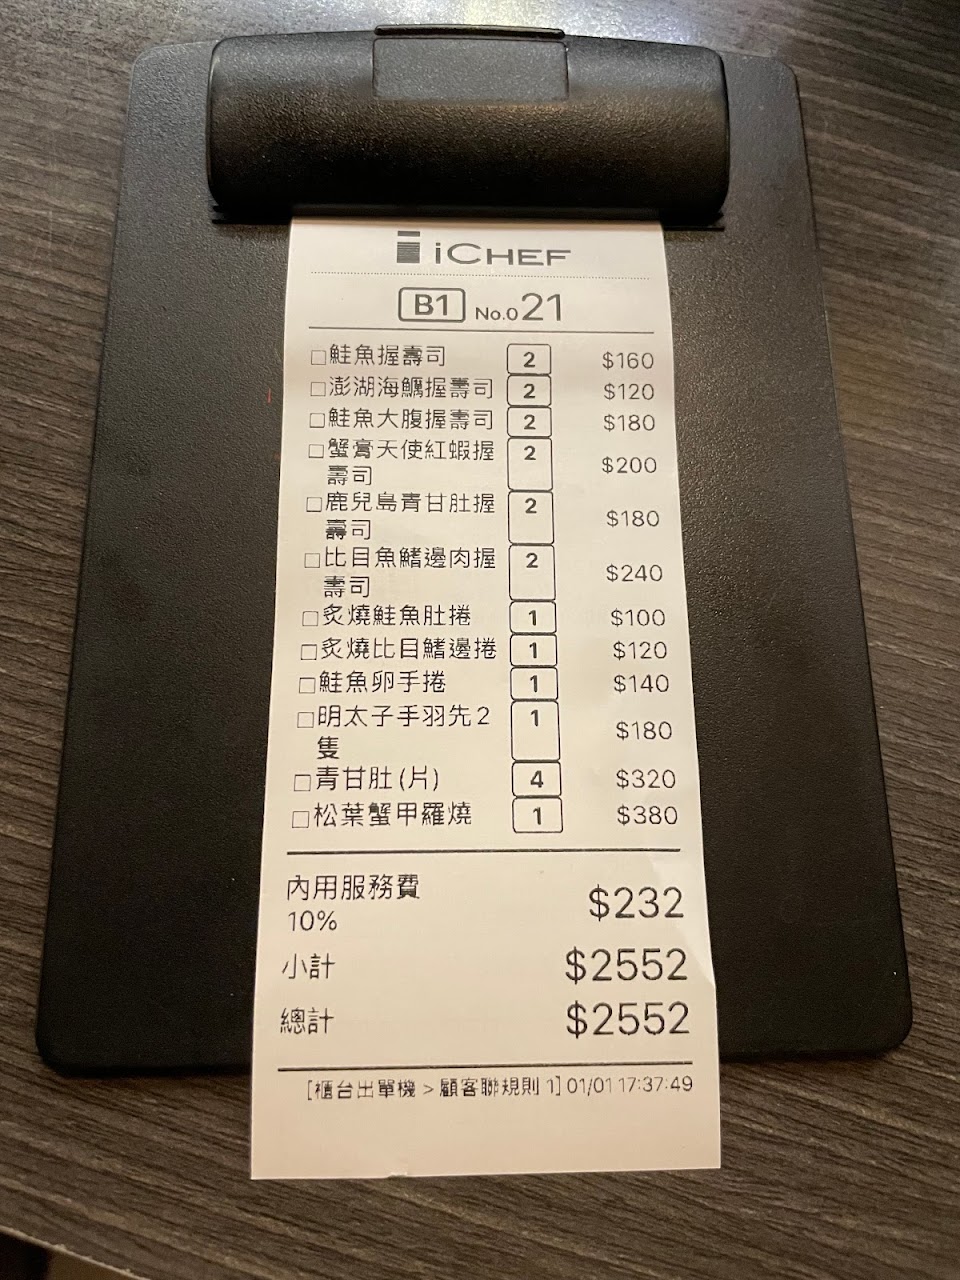 iCHEF
B1 No.021
□鮭魚握壽司 2 $160
□澎湖海鱺握壽司 2 $120
□鮭魚大腹握壽司 2 $180
□蟹膏天使紅蝦握 2 $200
壽司
□鹿兒島青甘肚握 2 $180
壽司
□比目魚鰭邊肉握 2 $240
壽司
□炙燒鮭魚肚捲 1 $100
□炙燒比目鰭邊捲 1 $120
□鮭魚卵手捲 1 $140
□明太子手羽先2 1 $180
隻
□青甘肚(片) 4 $320
□松葉蟹甲羅燒 1 $380
內用服務費 $232
10%
小計 $2552
總計 $2552
[櫃台出單機 > 顧客聯規則 1] 01/01 17:37:49